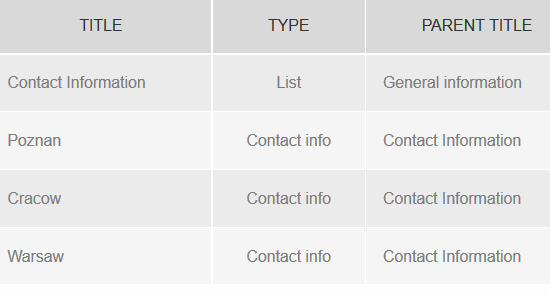 TITLE TYPE PARENT TITLE
Contact Information List General information
Poznan Contact info Contact Information
Cracow Contact info Contact Information
Warsaw Contact info Contact Information